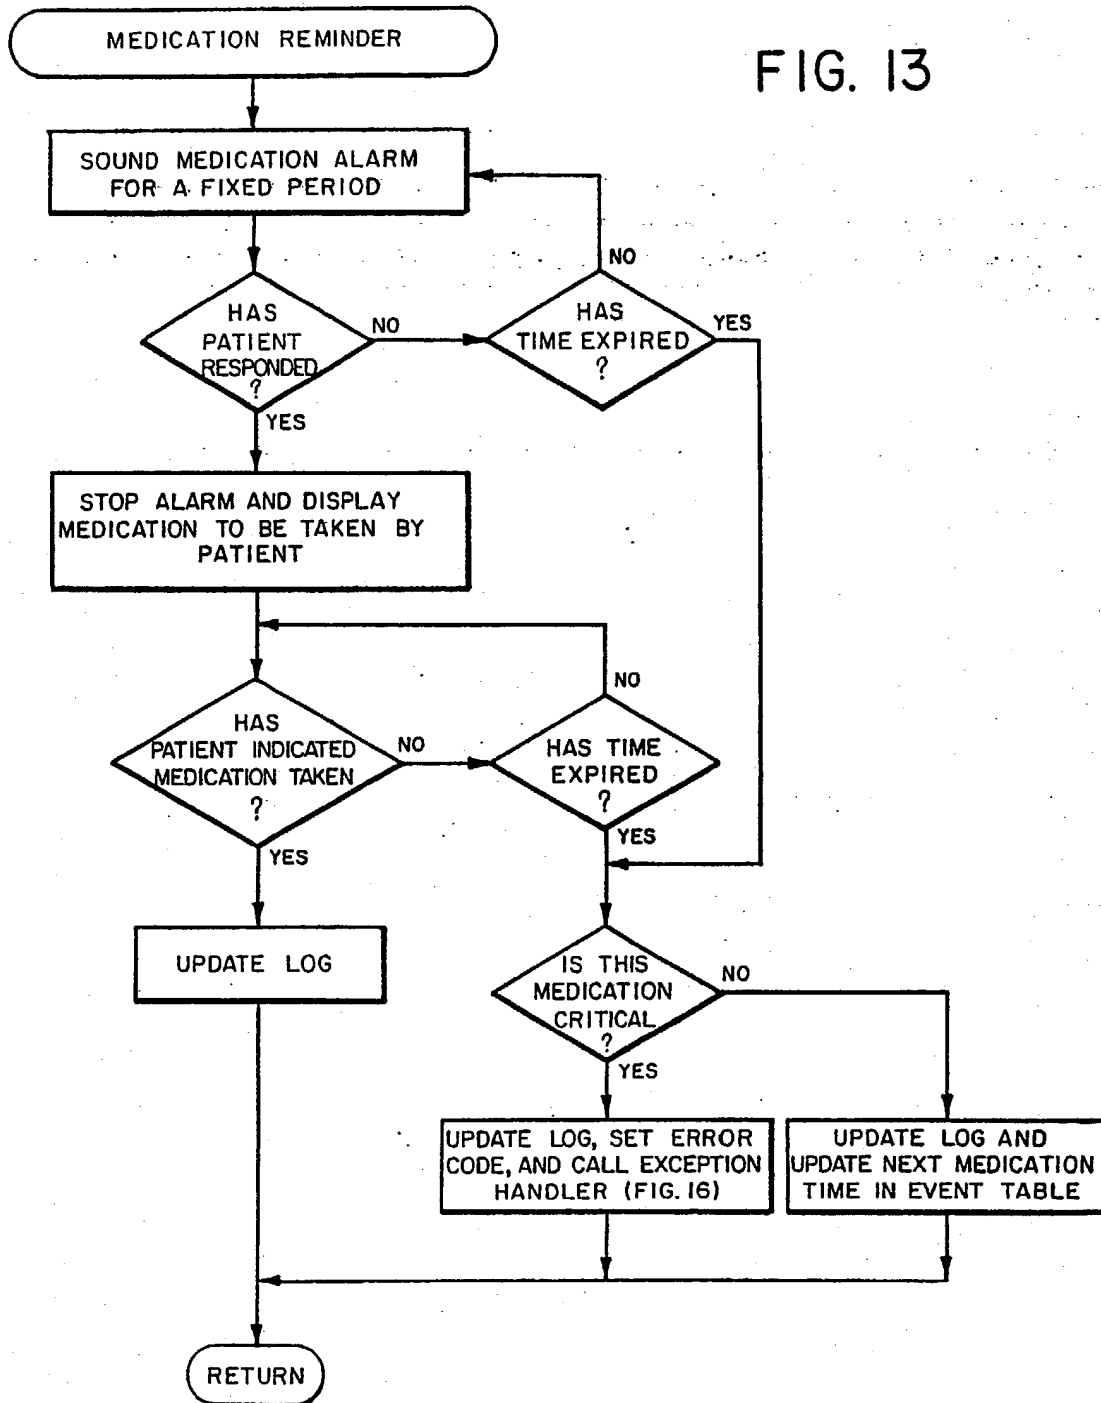 MEDICATION REMINDER
FIG. 13
SOUND MEDICATION ALARM
FOR A FIXED PERIOD
NO
HAS
PATIENT
RESPONDED
?
NO
HAS
TIME EXPIRED
?
YES
YES
STOP ALARM AND DISPLAY
MEDICATION TO BE TAKEN BY
PATIENT
NO
HAS
PATIENT INDICATED
MEDICATION TAKEN
?
NO
HAS TIME
EXPIRED
?
YES
YES
UPDATE LOG
IS THIS
MEDICATION
CRITICAL
?
NO
YES
UPDATE LOG, SET ERROR
CODE, AND CALL EXCEPTION
HANDLER (FIG. 16)
UPDATE LOG AND
UPDATE NEXT MEDICATION
TIME IN EVENT TABLE
RETURN